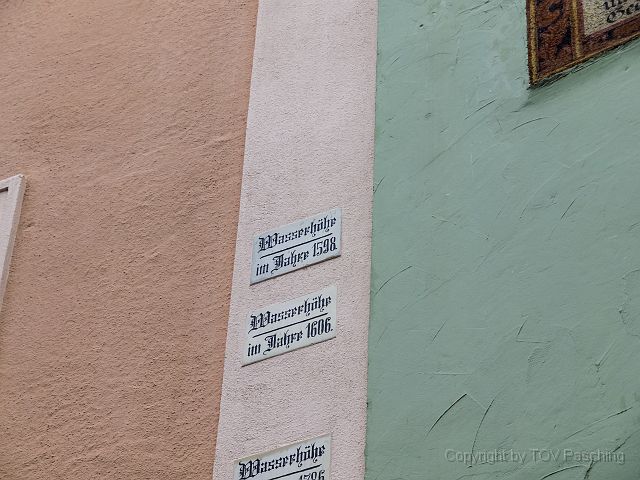 Wasserhöhe
im Jahre 1598.
Wasserhöhe
im Jahre 1606.
Wasserhöhe
Copyright by TOV Pasching